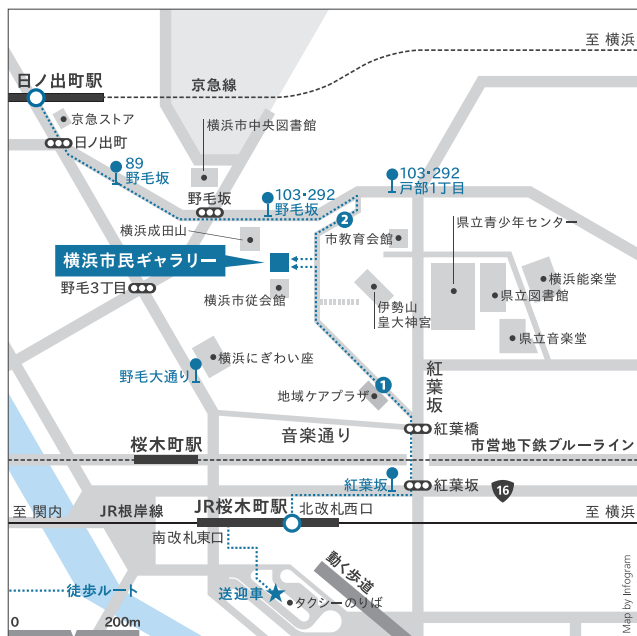 至 横浜
日ノ出町駅
京急線
京急ストア
横浜市中央図書館
日ノ出町
89
野毛坂
103・292
戸部1丁目
103・292
野毛坂
野毛坂
2
県立青少年センター
横浜成田山
市教育会館
横浜市民ギャラリー
横浜能楽堂
県立図書館
野毛3丁目
横浜市従会館
伊勢山
皇大神宮
県立音楽堂
横浜にぎわい座
野毛大通り
紅葉坂
1
地域ケアプラザ
音楽通り
紅葉橋
桜木町駅
市営地下鉄ブルーライン
紅葉坂
紅葉坂
16
至 関内
JR根岸線
JR桜木町駅
北改札西口
至 横浜
南改札東口
動く歩道
徒歩ルート
送迎車
タクシーのりば
0
200m
Map by Infogram